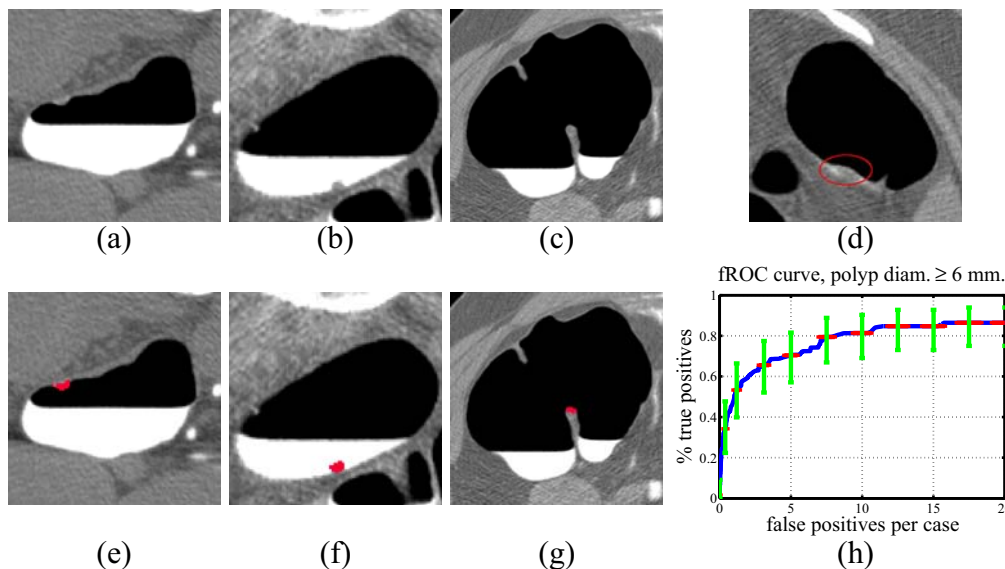 (a)
(b)
(c)
(d)
fROC curve, polyp diam. ≥ 6 mm.
1
0.8
0.6
0.4
0.2
0
% true positives
0 5 10 15 2
false positives per case
(e)
(f)
(g)
(h)